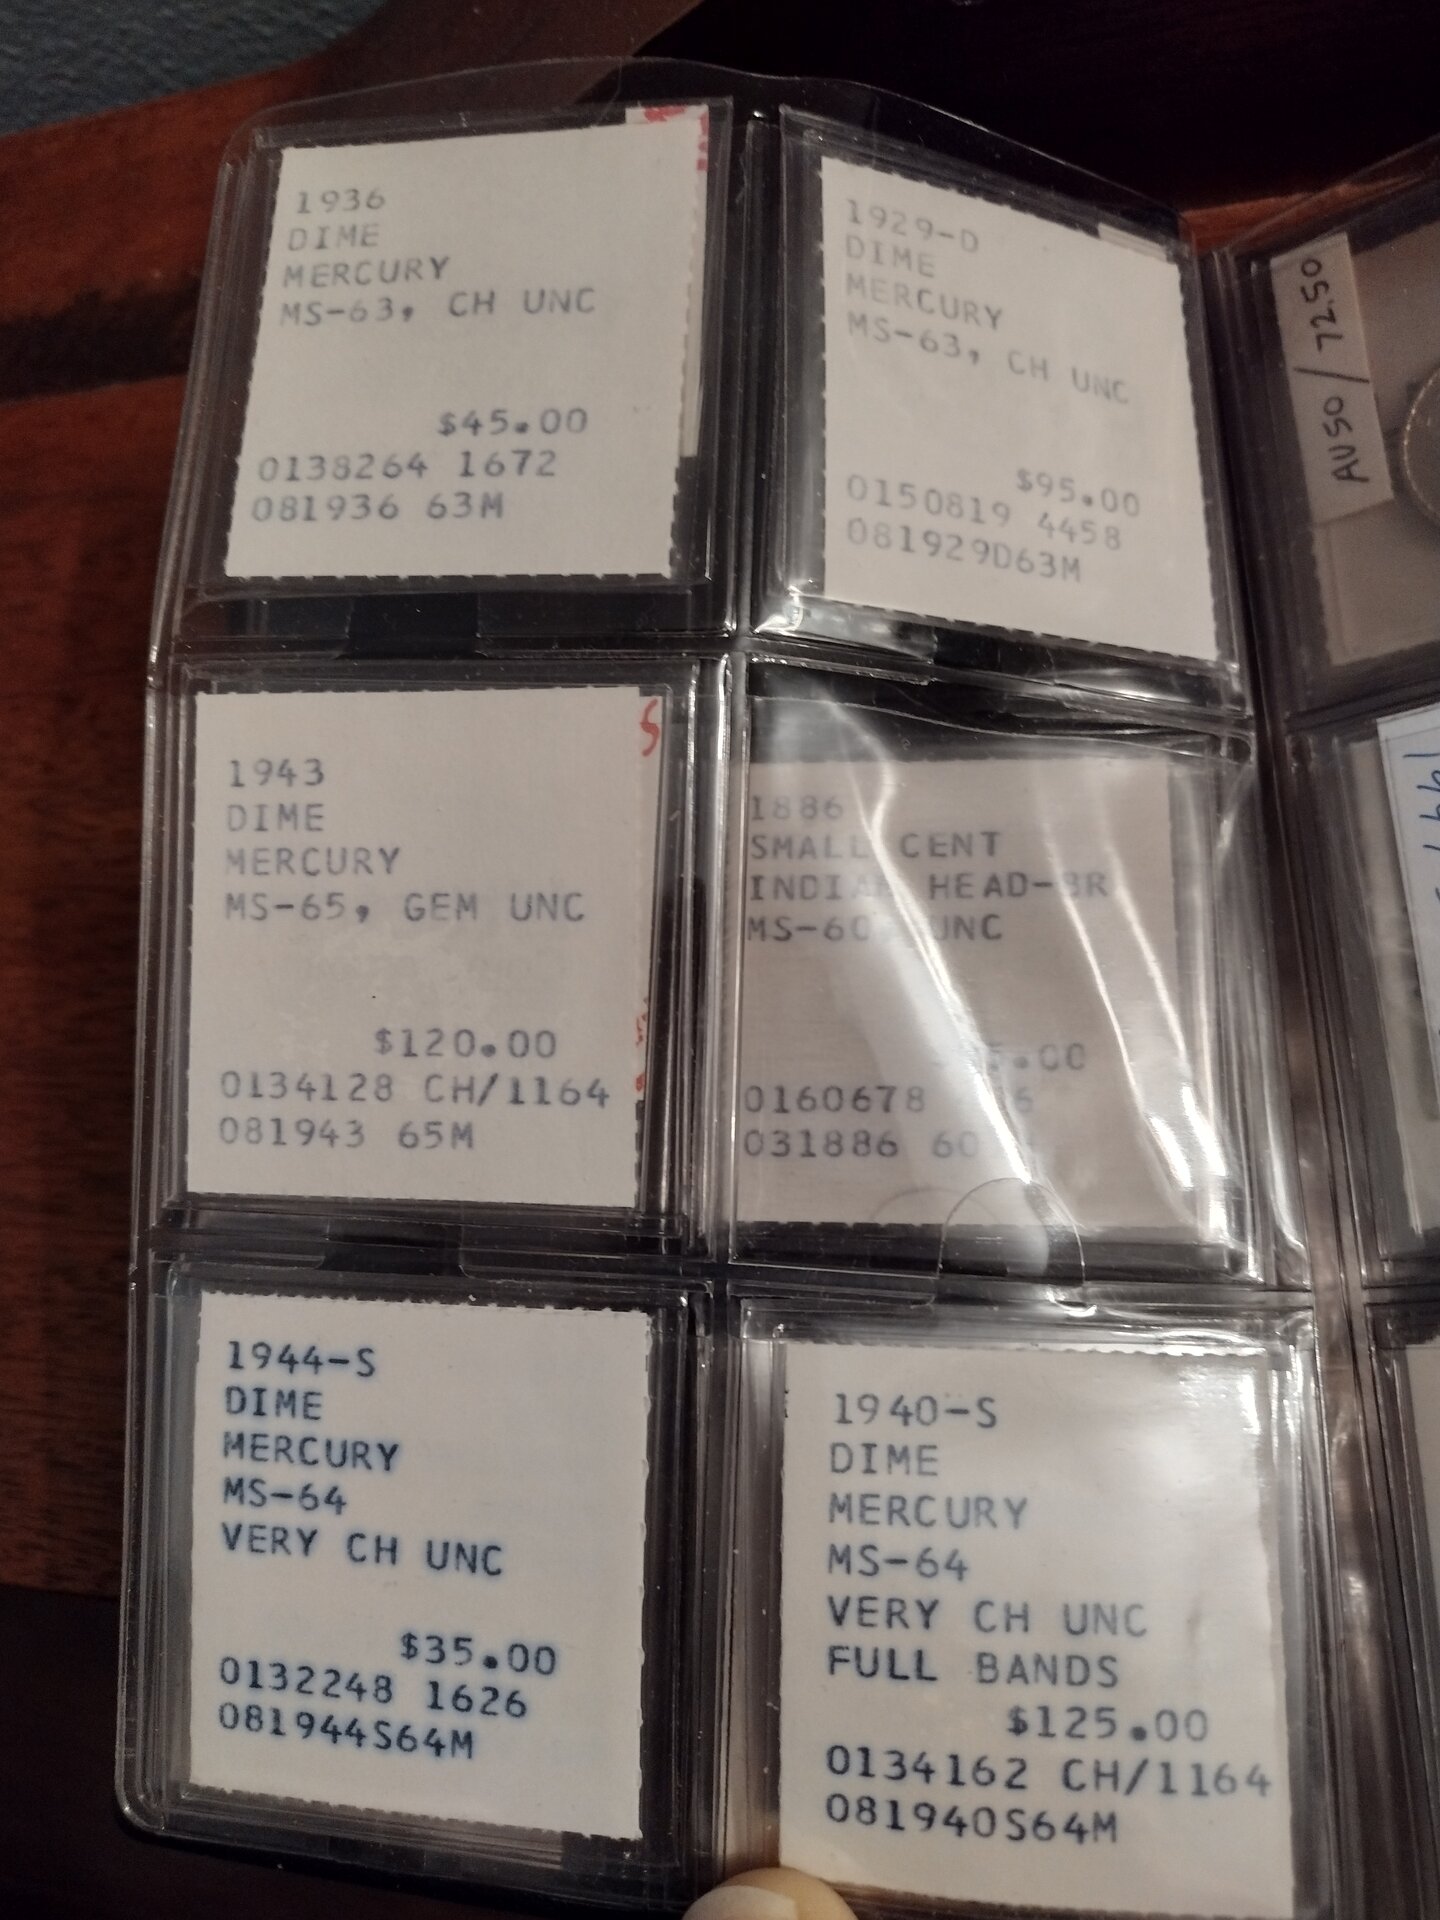 1936
DIME
MERCURY
MS-63, CH UNC
$45.00
0138264 1672
081936 63M
1929-D
DIME
MERCURY
MS-63, CH UNC
$95.00
0150819 4458
081929D63M
AU50 / 72.50
1943
DIME
MERCURY
MS-65, GEM UNC
$120.00
0134128 CH/1164
081943 65M
1886
SMALL CENT
INDIAN HEAD-BR
MS-60, UNC
0160678
031886 60
1944-S
DIME
MERCURY
MS-64
VERY CH UNC
$35.00
0132248 1626
081944S64M
1940-S
DIME
MERCURY
MS-64
VERY CH UNC
FULL BANDS
$125.00
0134162 CH/1164
081940S64M